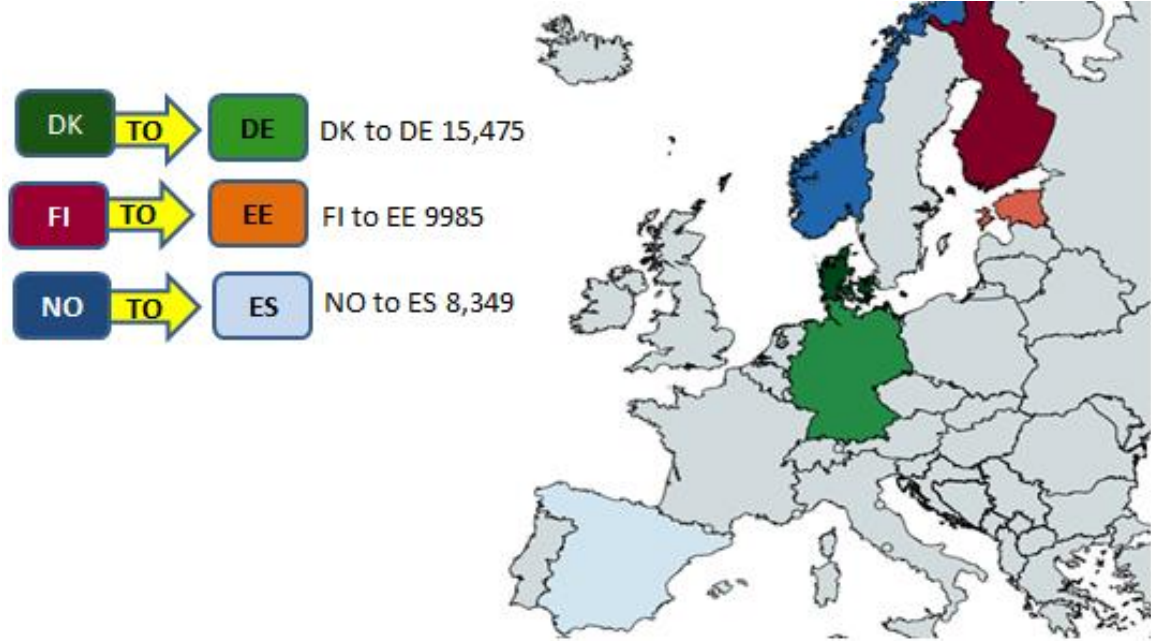 DK TO DE DK to DE 15,475
FI TO EE FI to EE 9985
NO TO ES NO to ES 8,349